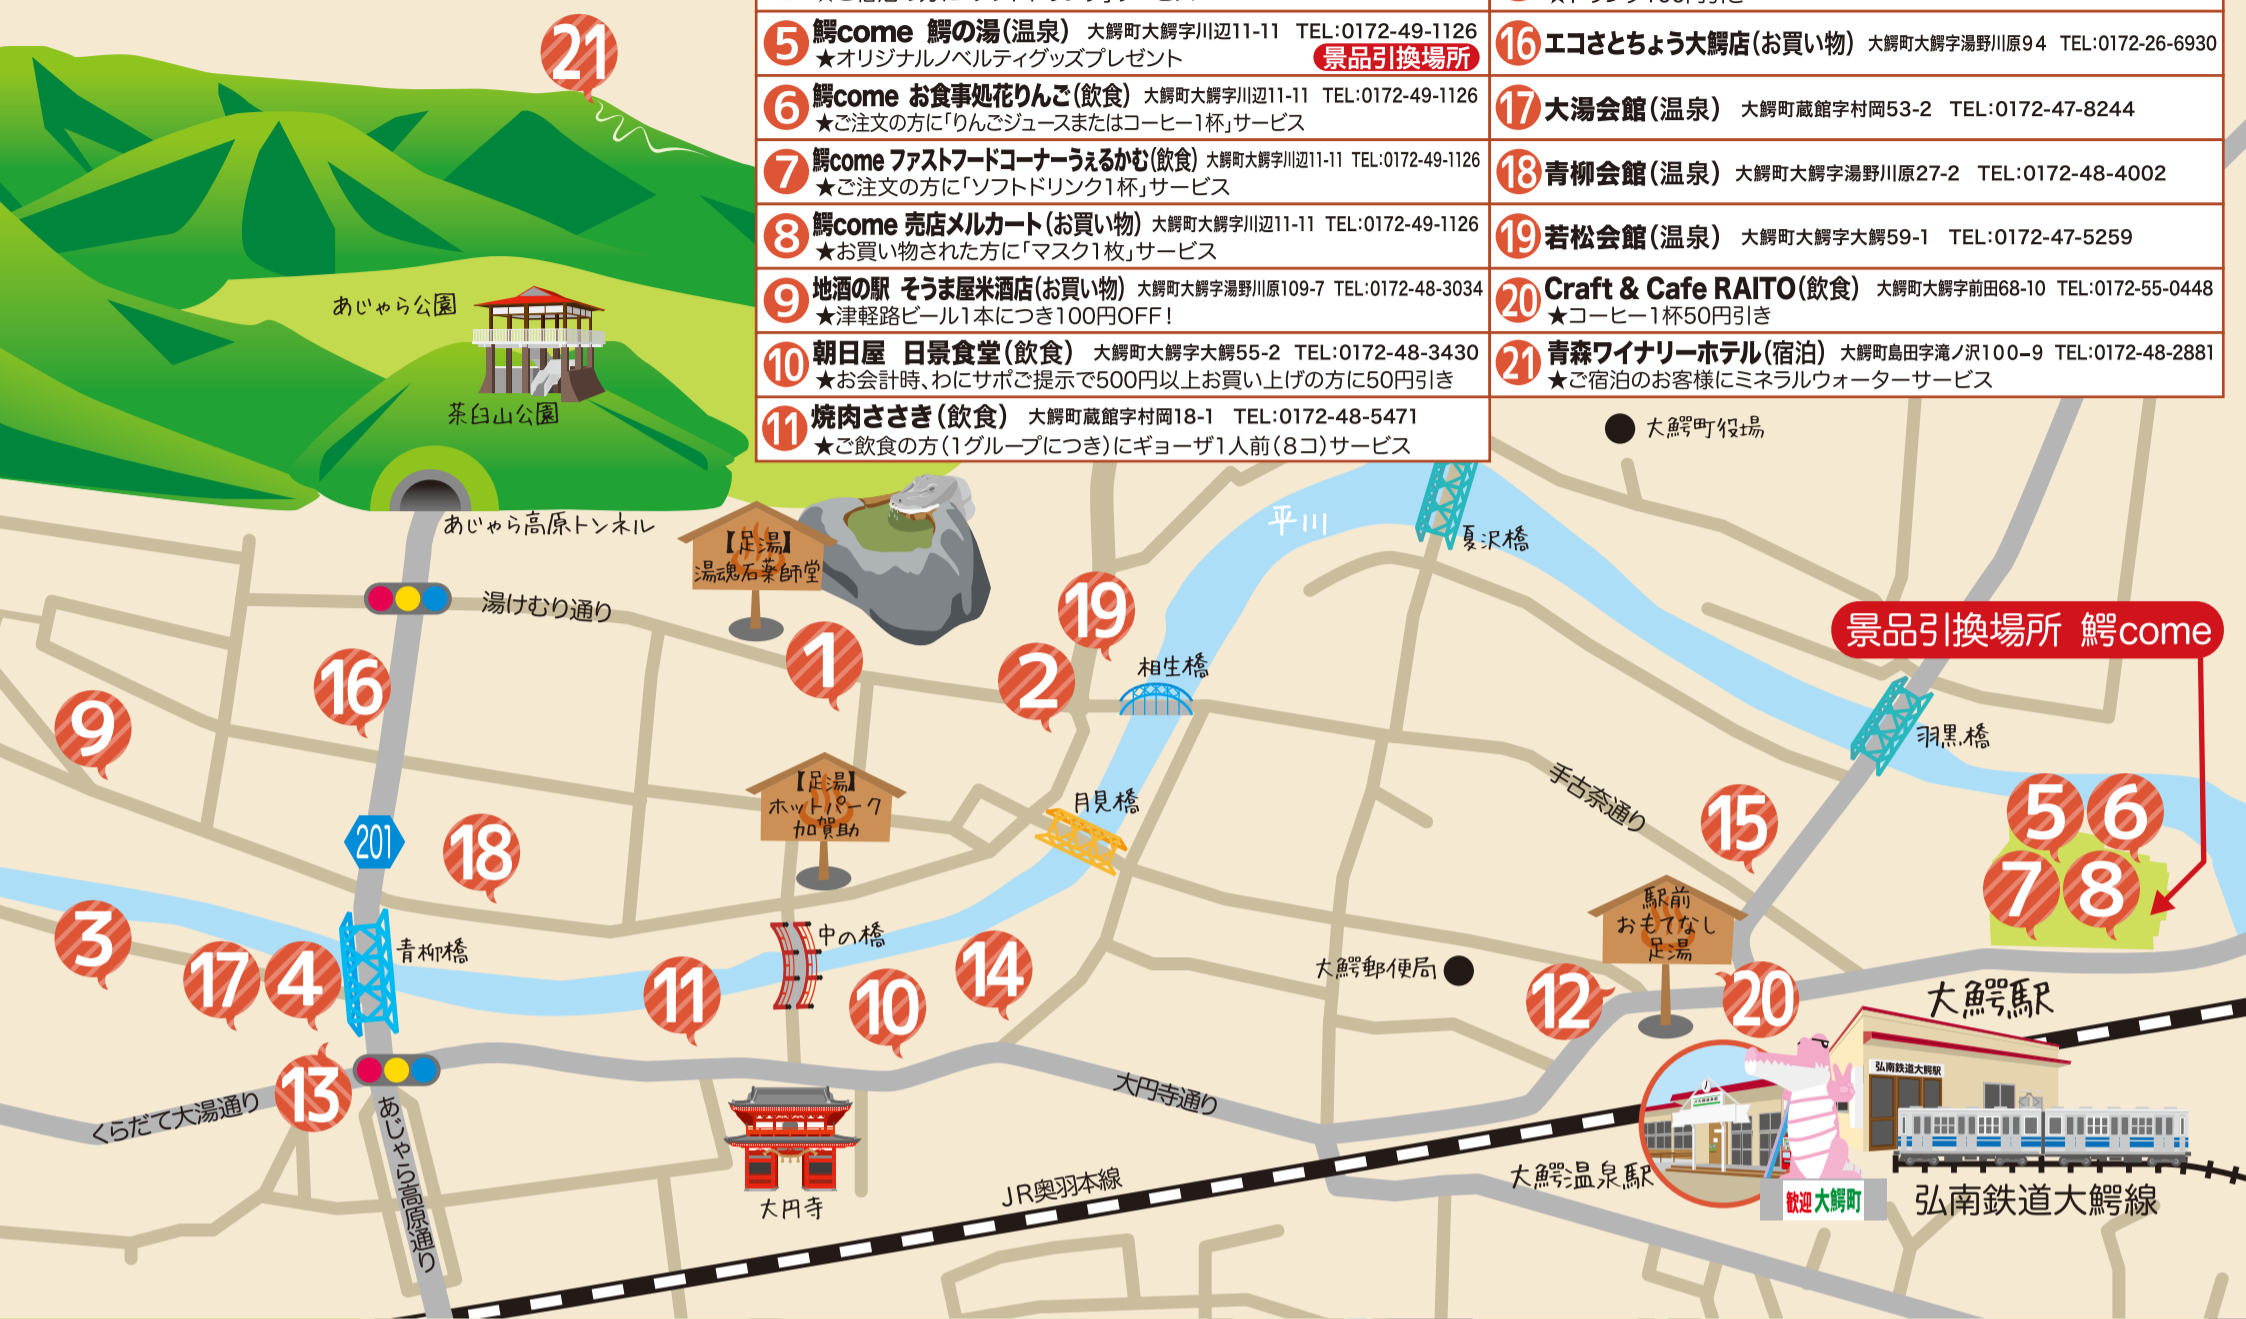 ⑤ 鰐come 鰐の湯(温泉) 大鰐町大鰐字川辺11-11 TEL:0172-49-1126
★オリジナルノベルティグッズプレゼント 景品引換場所
⑥ 鰐come お食事処花りんご(飲食) 大鰐町大鰐字川辺11-11 TEL:0172-49-1126
★ご注文の方に「りんごジュースまたはコーヒー1杯」サービス
⑦ 鰐come ファストフードコーナーうぇるかむ(飲食) 大鰐町大鰐字川辺11-11 TEL:0172-49-1126
★ご注文の方に「ソフトドリンク1杯」サービス
⑧ 鰐come 売店メルカート(お買い物) 大鰐町大鰐字川辺11-11 TEL:0172-49-1126
★お買い物された方に「マスク1枚」サービス
⑨ 地酒の駅 そうま屋米酒店(お買い物) 大鰐町大鰐字湯野川原109-7 TEL:0172-48-3034
★津軽路ビール1本につき100円OFF!
⑩ 朝日屋 日景食堂(飲食) 大鰐町大鰐字大鰐55-2 TEL:0172-48-3430
★お会計時、わにサポご提示で500円以上お買い上げの方に50円引き
⑪ 焼肉ささき(飲食) 大鰐町蔵館字村岡18-1 TEL:0172-48-5471
★ご飲食の方(1グループにつき)にギョーザ1人前(8コ)サービス
⑯ エコさとちょう大鰐店(お買い物) 大鰐町大鰐字湯野川原94 TEL:0172-26-6930
⑰ 大湯会館(温泉) 大鰐町蔵館字村岡53-2 TEL:0172-47-8244
⑱ 青柳会館(温泉) 大鰐町大鰐字湯野川原27-2 TEL:0172-48-4002
⑲ 若松会館(温泉) 大鰐町大鰐字大鰐59-1 TEL:0172-47-5259
⑳ Craft & Cafe RAITO(飲食) 大鰐町大鰐字前田68-10 TEL:0172-55-0448
★コーヒー1杯50円引き
㉑ 青森ワイナリーホテル(宿泊) 大鰐町島田字滝ノ沢100-9 TEL:0172-48-2881
★ご宿泊のお客様にミネラルウォーターサービス
21
あじゃら公園
茶臼山公園
あじゃら高原トンネル
大鰐町役場
平川
夏沢橋
【足湯】
湯魂石薬師堂
湯けむり通り
19
1
2
16
9
相生橋
景品引換場所 鰐come
羽黒橋
手古奈通り
【足湯】
ホットパーク
加賀助
月見橋
201
18
15
5
6
7
8
3
17
4
青柳橋
中の橋
11
10
14
大鰐郵便局
駅前
おもてなし
足湯
12
20
大鰐駅
弘南鉄道大鰐駅
13
くらだて大湯通り
あじゃら高原通り
大円寺通り
大円寺
JR奥羽本線
大鰐温泉駅
歓迎 大鰐町
弘南鉄道大鰐線